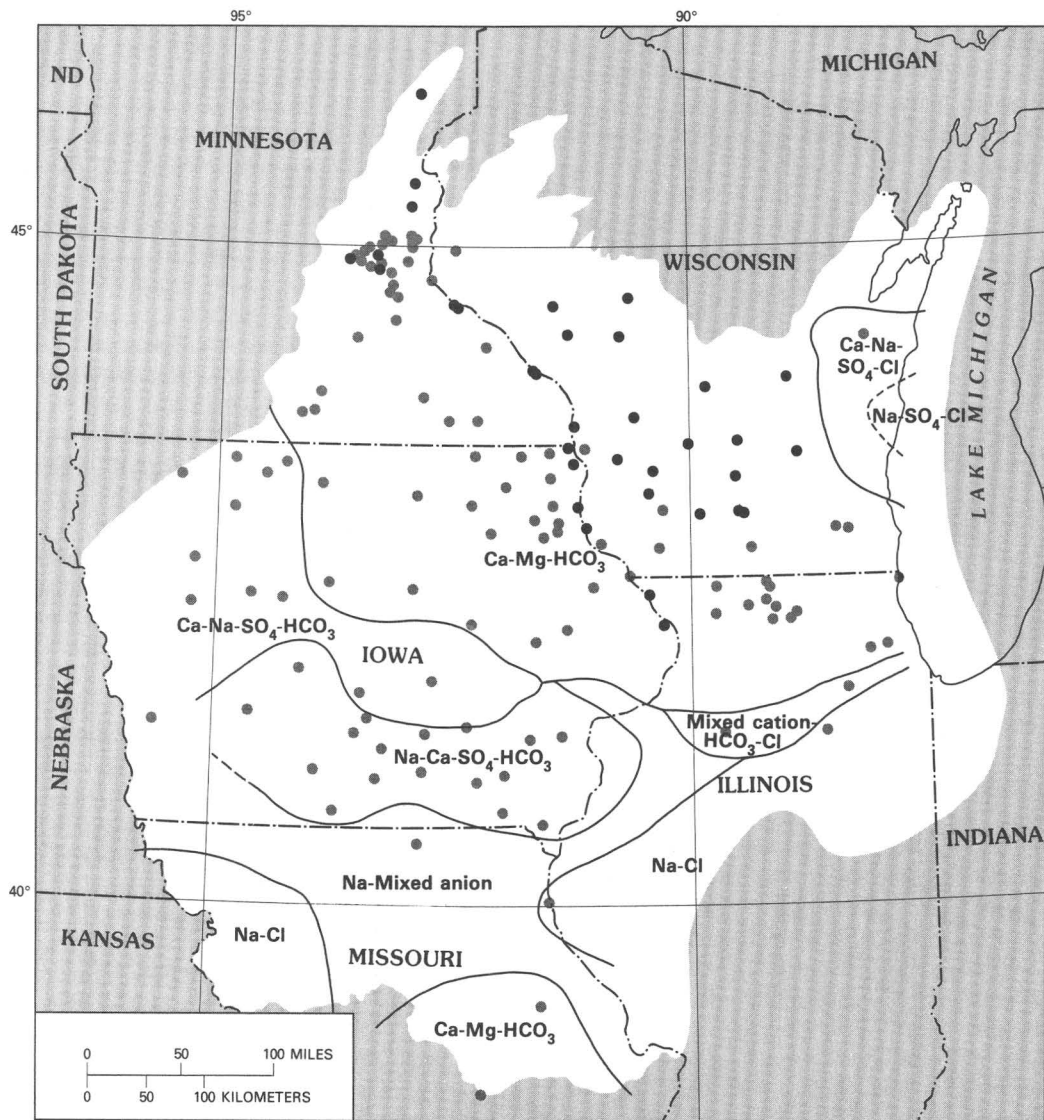 95°
90°
ND
MICHIGAN
MINNESOTA
45°
SOUTH DAKOTA
WISCONSIN
LAKE MICHIGAN
Ca-Na-
SO₄-Cl
Na-SO₄-Cl
Ca-Mg-HCO₃
Ca-Na-SO₄-HCO₃
IOWA
NEBRASKA
Mixed cation-
HCO₃-Cl
Na-Ca-SO₄-HCO₃
ILLINOIS
INDIANA
Na-Cl
Na-Mixed anion
40°
KANSAS
Na-Cl
MISSOURI
Ca-Mg-HCO₃
0 50 100 MILES
0 50 100 KILOMETERS